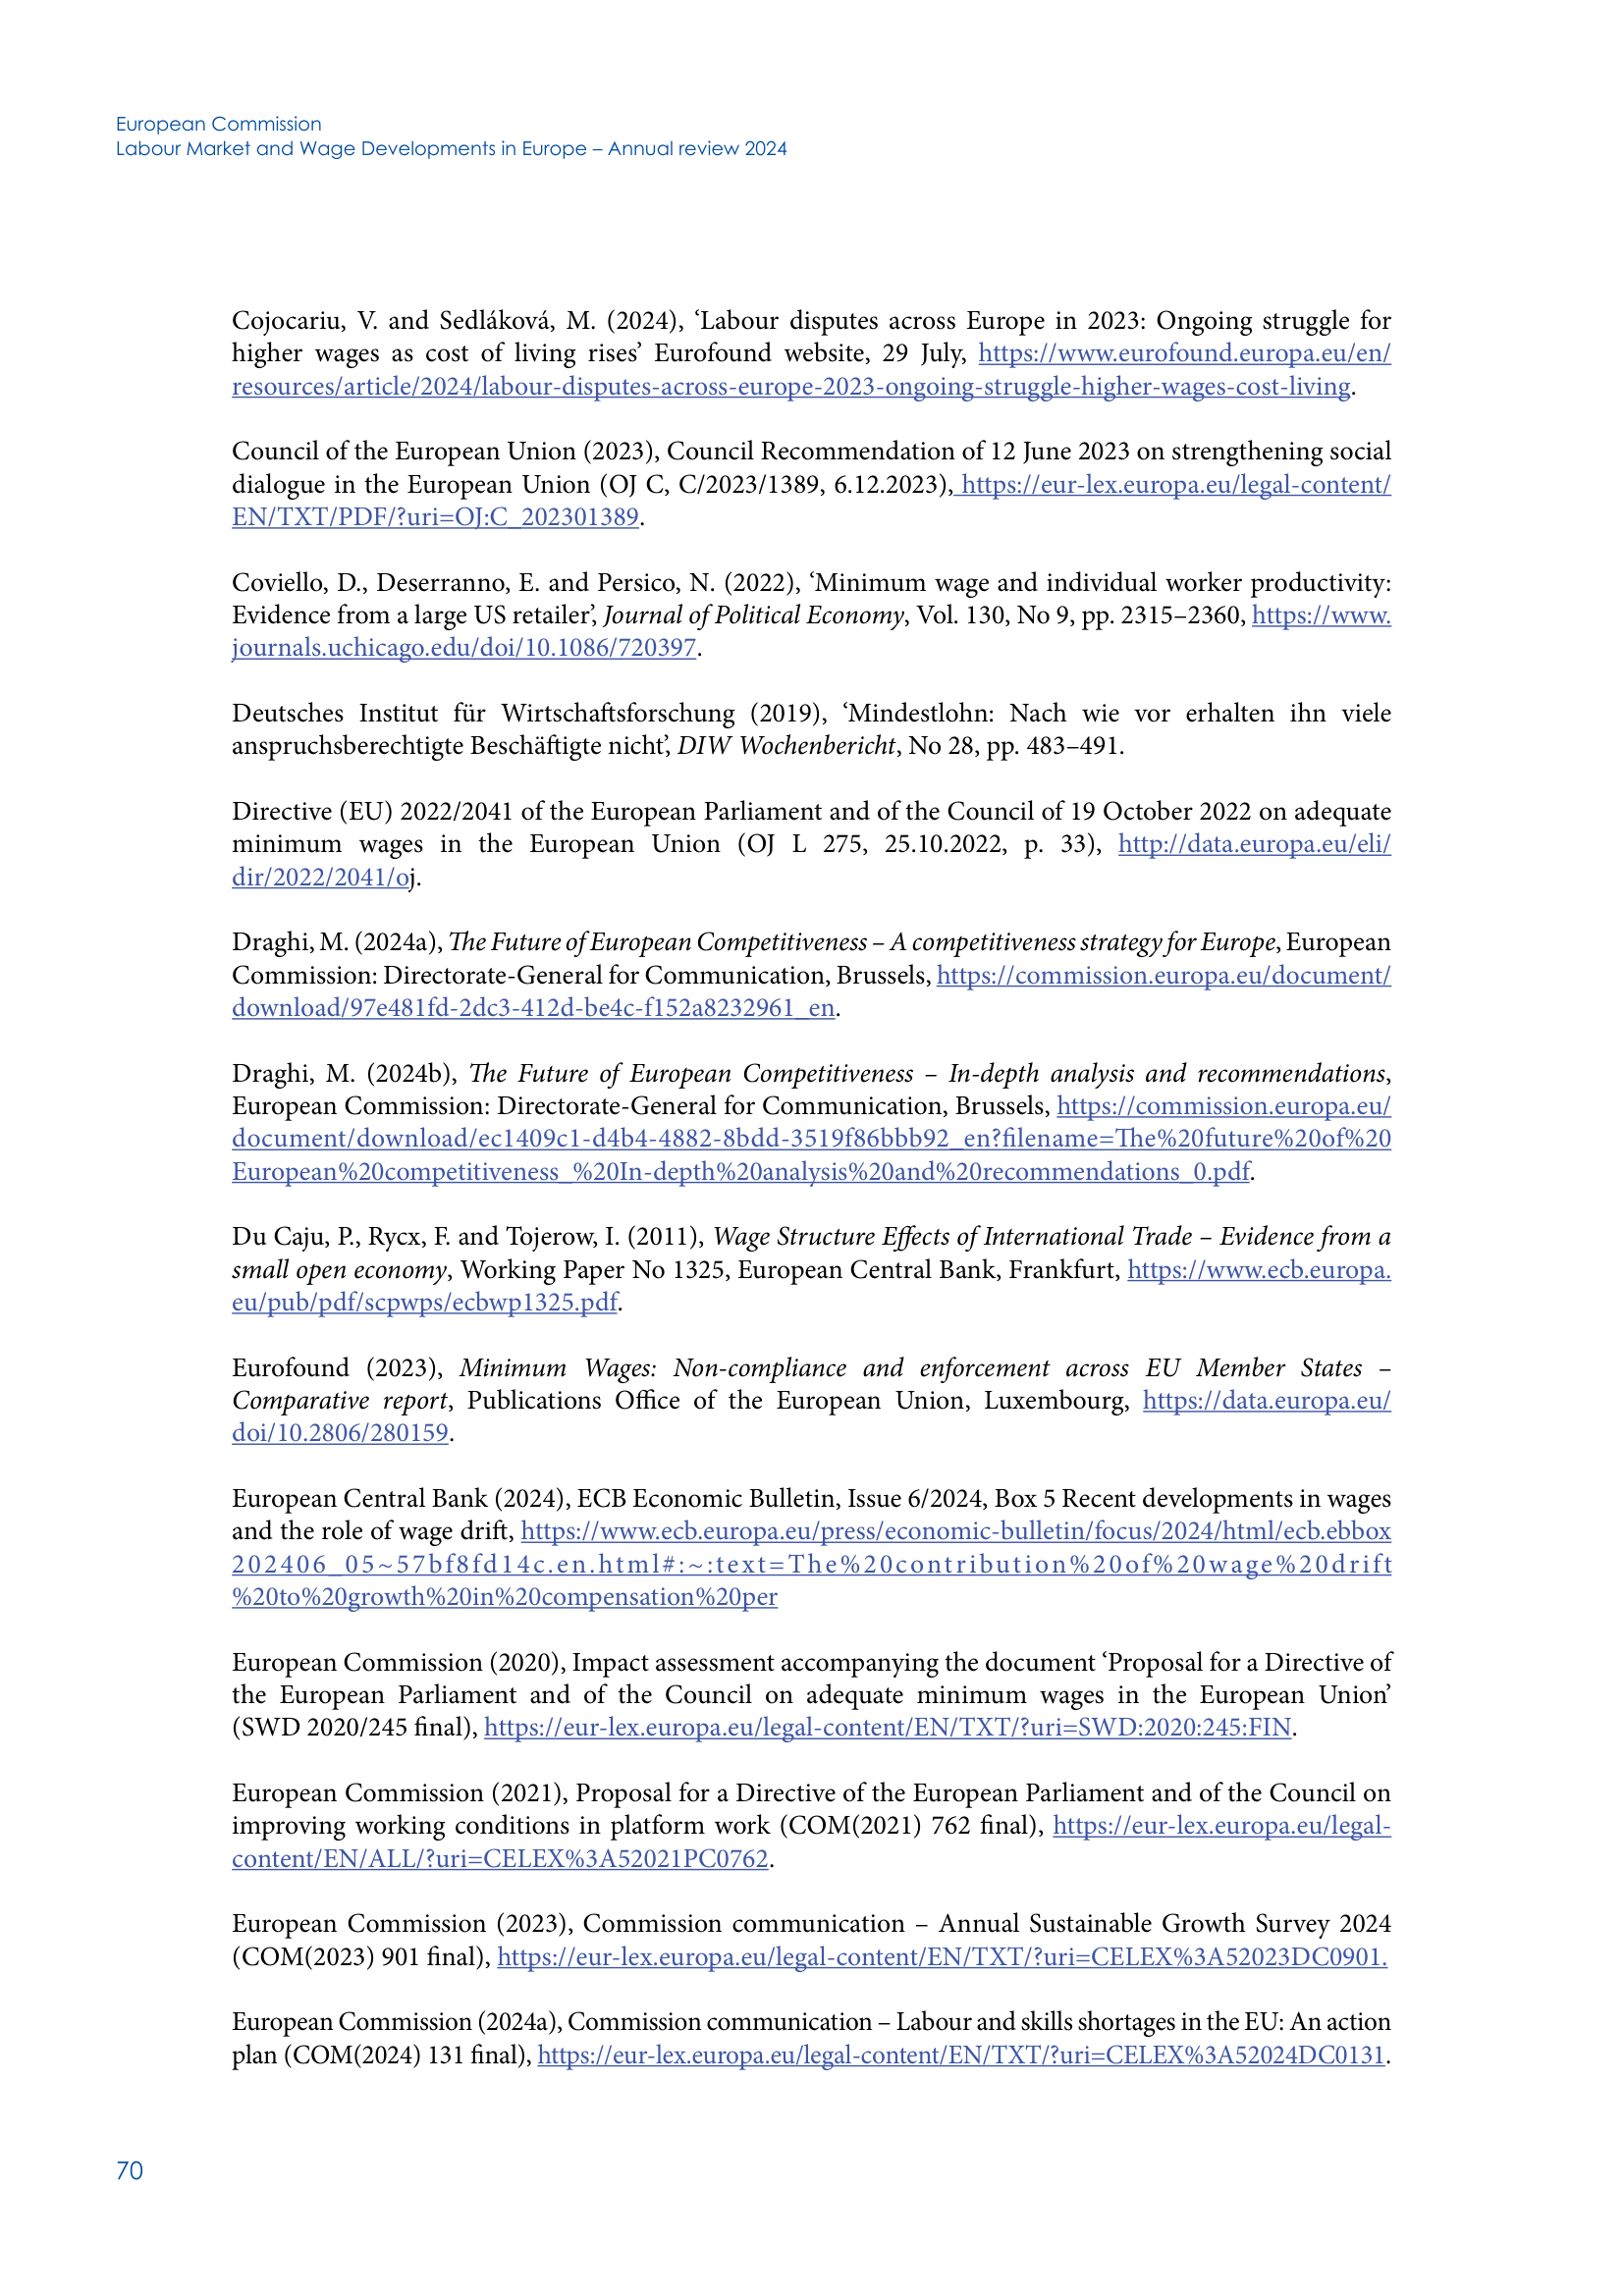 European Commission
Labour Market and Wage Developments in Europe – Annual review 2024
Cojocariu, V. and Sedláková, M. (2024), ‘Labour disputes across Europe in 2023: Ongoing struggle for
higher wages as cost of living rises’ Eurofound website, 29 July, https://www.eurofound.europa.eu/en/
resources/article/2024/labour-disputes-across-europe-2023-ongoing-struggle-higher-wages-cost-living.
Council of the European Union (2023), Council Recommendation of 12 June 2023 on strengthening social
dialogue in the European Union (OJ C, C/2023/1389, 6.12.2023), https://eur-lex.europa.eu/legal-content/
EN/TXT/PDF/?uri=OJ:C_202301389.
Coviello, D., Deserranno, E. and Persico, N. (2022), ‘Minimum wage and individual worker productivity:
Evidence from a large US retailer’, Journal of Political Economy, Vol. 130, No 9, pp. 2315–2360, https://www.
journals.uchicago.edu/doi/10.1086/720397.
Deutsches Institut für Wirtschaftsforschung (2019), ‘Mindestlohn: Nach wie vor erhalten ihn viele
anspruchsberechtigte Beschäftigte nicht’, DIW Wochenbericht, No 28, pp. 483–491.
Directive (EU) 2022/2041 of the European Parliament and of the Council of 19 October 2022 on adequate
minimum wages in the European Union (OJ L 275, 25.10.2022, p. 33), http://data.europa.eu/eli/
dir/2022/2041/oj.
Draghi, M. (2024a), The Future of European Competitiveness – A competitiveness strategy for Europe, European
Commission: Directorate-General for Communication, Brussels, https://commission.europa.eu/document/
download/97e481fd-2dc3-412d-be4c-f152a8232961_en.
Draghi, M. (2024b), The Future of European Competitiveness – In-depth analysis and recommendations,
European Commission: Directorate-General for Communication, Brussels, https://commission.europa.eu/
document/download/ec1409c1-d4b4-4882-8bdd-3519f86bbb92_en?filename=The%20future%20of%20
European%20competitiveness_%20In-depth%20analysis%20and%20recommendations_0.pdf.
Du Caju, P., Rycx, F. and Tojerow, I. (2011), Wage Structure Effects of International Trade – Evidence from a
small open economy, Working Paper No 1325, European Central Bank, Frankfurt, https://www.ecb.europa.
eu/pub/pdf/scpwps/ecbwp1325.pdf.
Eurofound (2023), Minimum Wages: Non-compliance and enforcement across EU Member States –
Comparative report, Publications Office of the European Union, Luxembourg, https://data.europa.eu/
doi/10.2806/280159.
European Central Bank (2024), ECB Economic Bulletin, Issue 6/2024, Box 5 Recent developments in wages
and the role of wage drift, https://www.ecb.europa.eu/press/economic-bulletin/focus/2024/html/ecb.ebbox
202406_05~57bf8fd14c.en.html#:~:text=The%20contribution%20of%20wage%20drift
%20to%20growth%20in%20compensation%20per
European Commission (2020), Impact assessment accompanying the document ‘Proposal for a Directive of
the European Parliament and of the Council on adequate minimum wages in the European Union’
(SWD 2020/245 final), https://eur-lex.europa.eu/legal-content/EN/TXT/?uri=SWD:2020:245:FIN.
European Commission (2021), Proposal for a Directive of the European Parliament and of the Council on
improving working conditions in platform work (COM(2021) 762 final), https://eur-lex.europa.eu/legal-
content/EN/ALL/?uri=CELEX%3A52021PC0762.
European Commission (2023), Commission communication – Annual Sustainable Growth Survey 2024
(COM(2023) 901 final), https://eur-lex.europa.eu/legal-content/EN/TXT/?uri=CELEX%3A52023DC0901.
European Commission (2024a), Commission communication – Labour and skills shortages in the EU: An action
plan (COM(2024) 131 final), https://eur-lex.europa.eu/legal-content/EN/TXT/?uri=CELEX%3A52024DC0131.
70